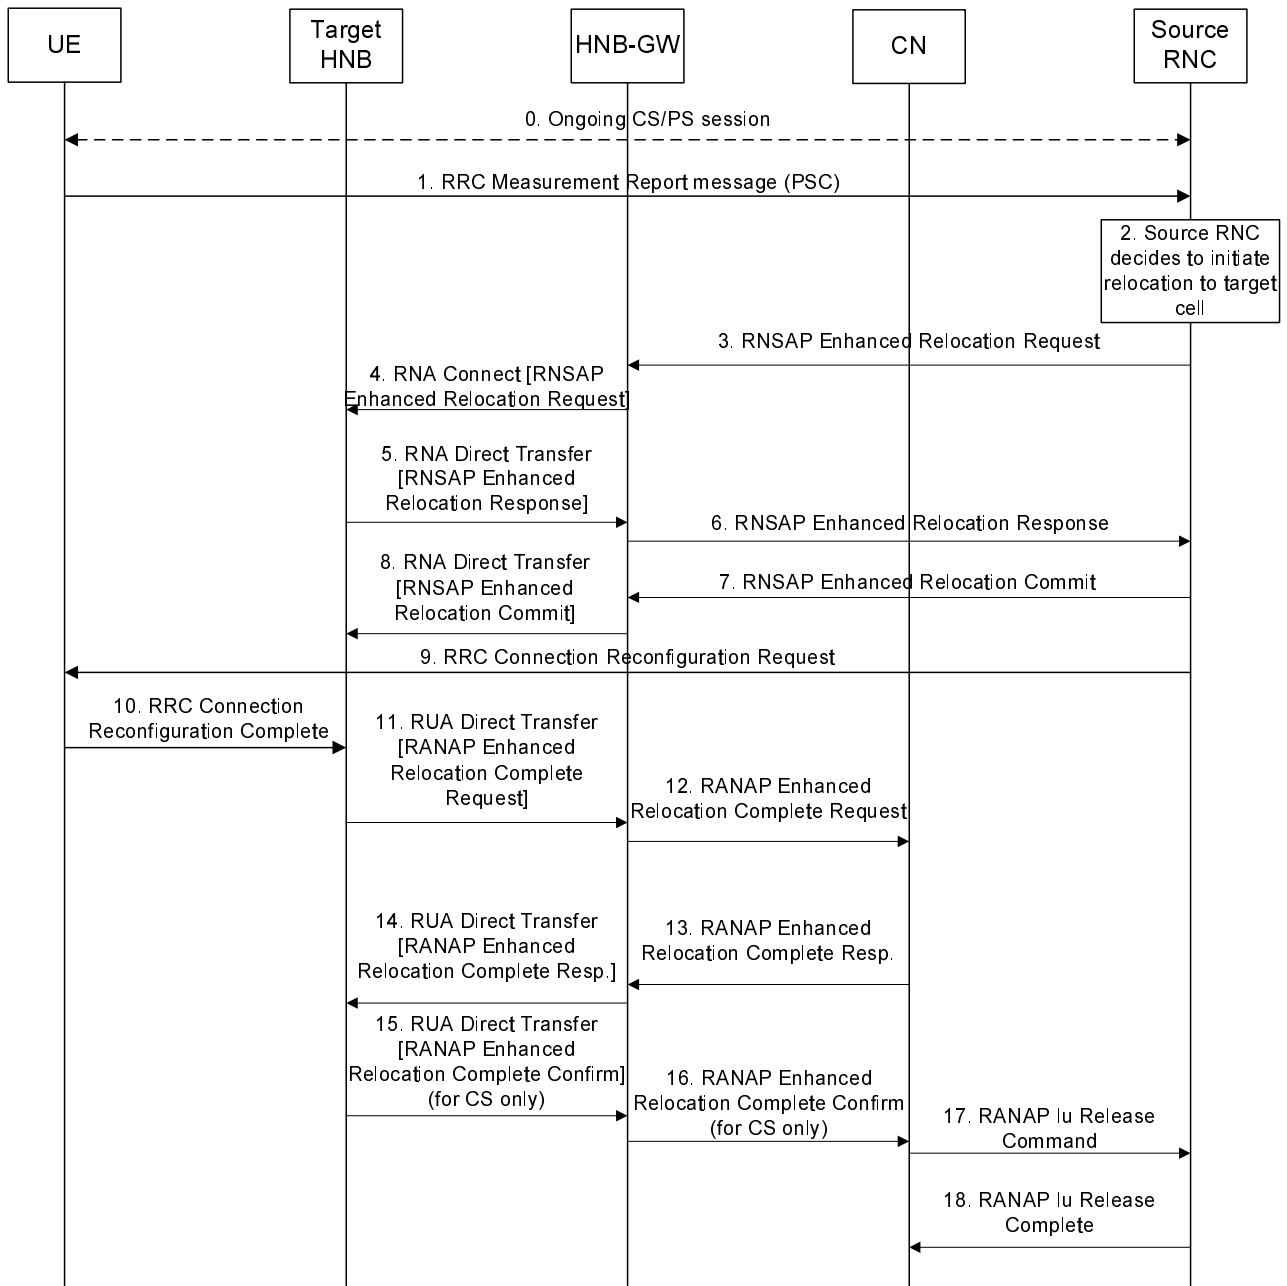 UE
Target
HNB
HNB-GW
CN
Source
RNC
0. Ongoing CS/PS session
1. RRC Measurement Report message (PSC)
2. Source RNC
decides to initiate
relocation to target
cell
3. RNSAP Enhanced Relocation Request
4. RNA Connect [RNSAP
Enhanced Relocation Request]
5. RNA Direct Transfer
[RNSAP Enhanced
Relocation Response]
6. RNSAP Enhanced Relocation Response
8. RNA Direct Transfer
[RNSAP Enhanced
Relocation Commit]
7. RNSAP Enhanced Relocation Commit
9. RRC Connection Reconfiguration Request
10. RRC Connection
Reconfiguration Complete
11. RUA Direct Transfer
[RANAP Enhanced
Relocation Complete
Request]
12. RANAP Enhanced
Relocation Complete Request
14. RUA Direct Transfer
[RANAP Enhanced
Relocation Complete Resp.]
13. RANAP Enhanced
Relocation Complete Resp.
15. RUA Direct Transfer
[RANAP Enhanced
Relocation Complete Confirm]
(for CS only)
16. RANAP Enhanced
Relocation Complete Confirm
(for CS only)
17. RANAP Iu Release
Command
18. RANAP Iu Release
Complete